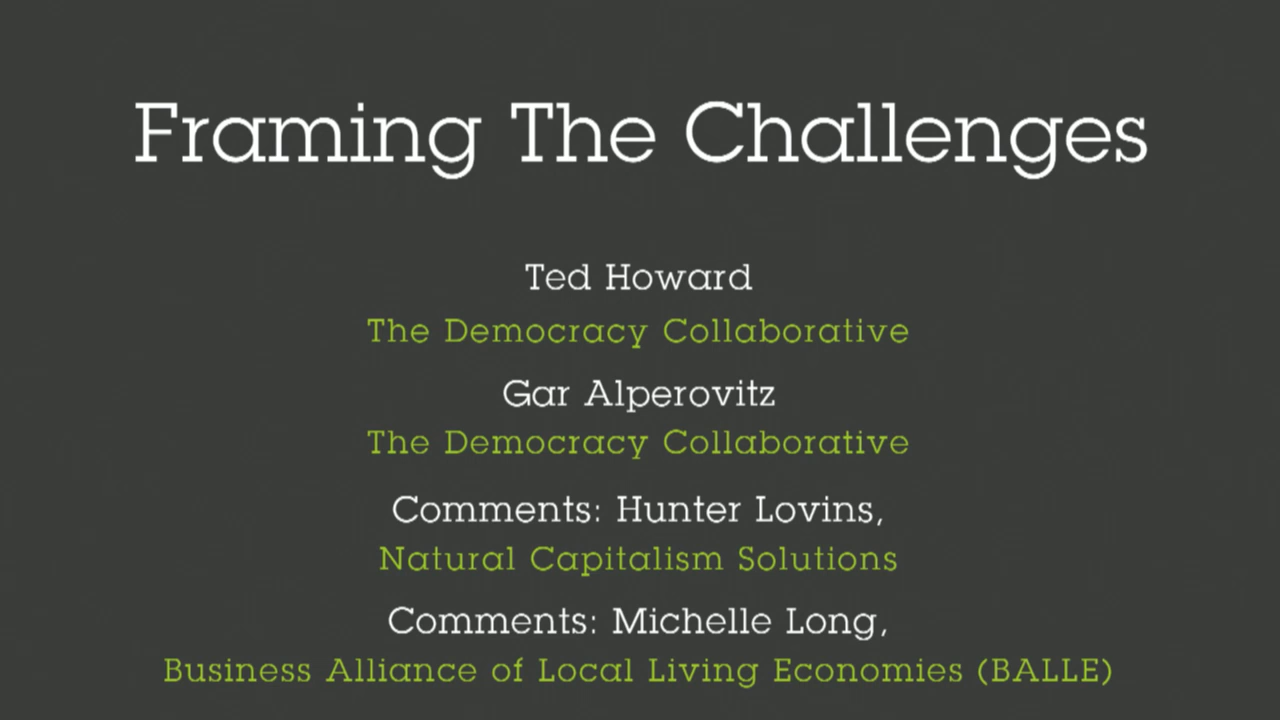 Framing The Challenges
Ted Howard
The Democracy Collaborative
Gar Alperovitz
The Democracy Collaborative
Comments: Hunter Lovins,
Natural Capitalism Solutions
Comments: Michelle Long,
Business Alliance of Local Living Economies (BALLE)